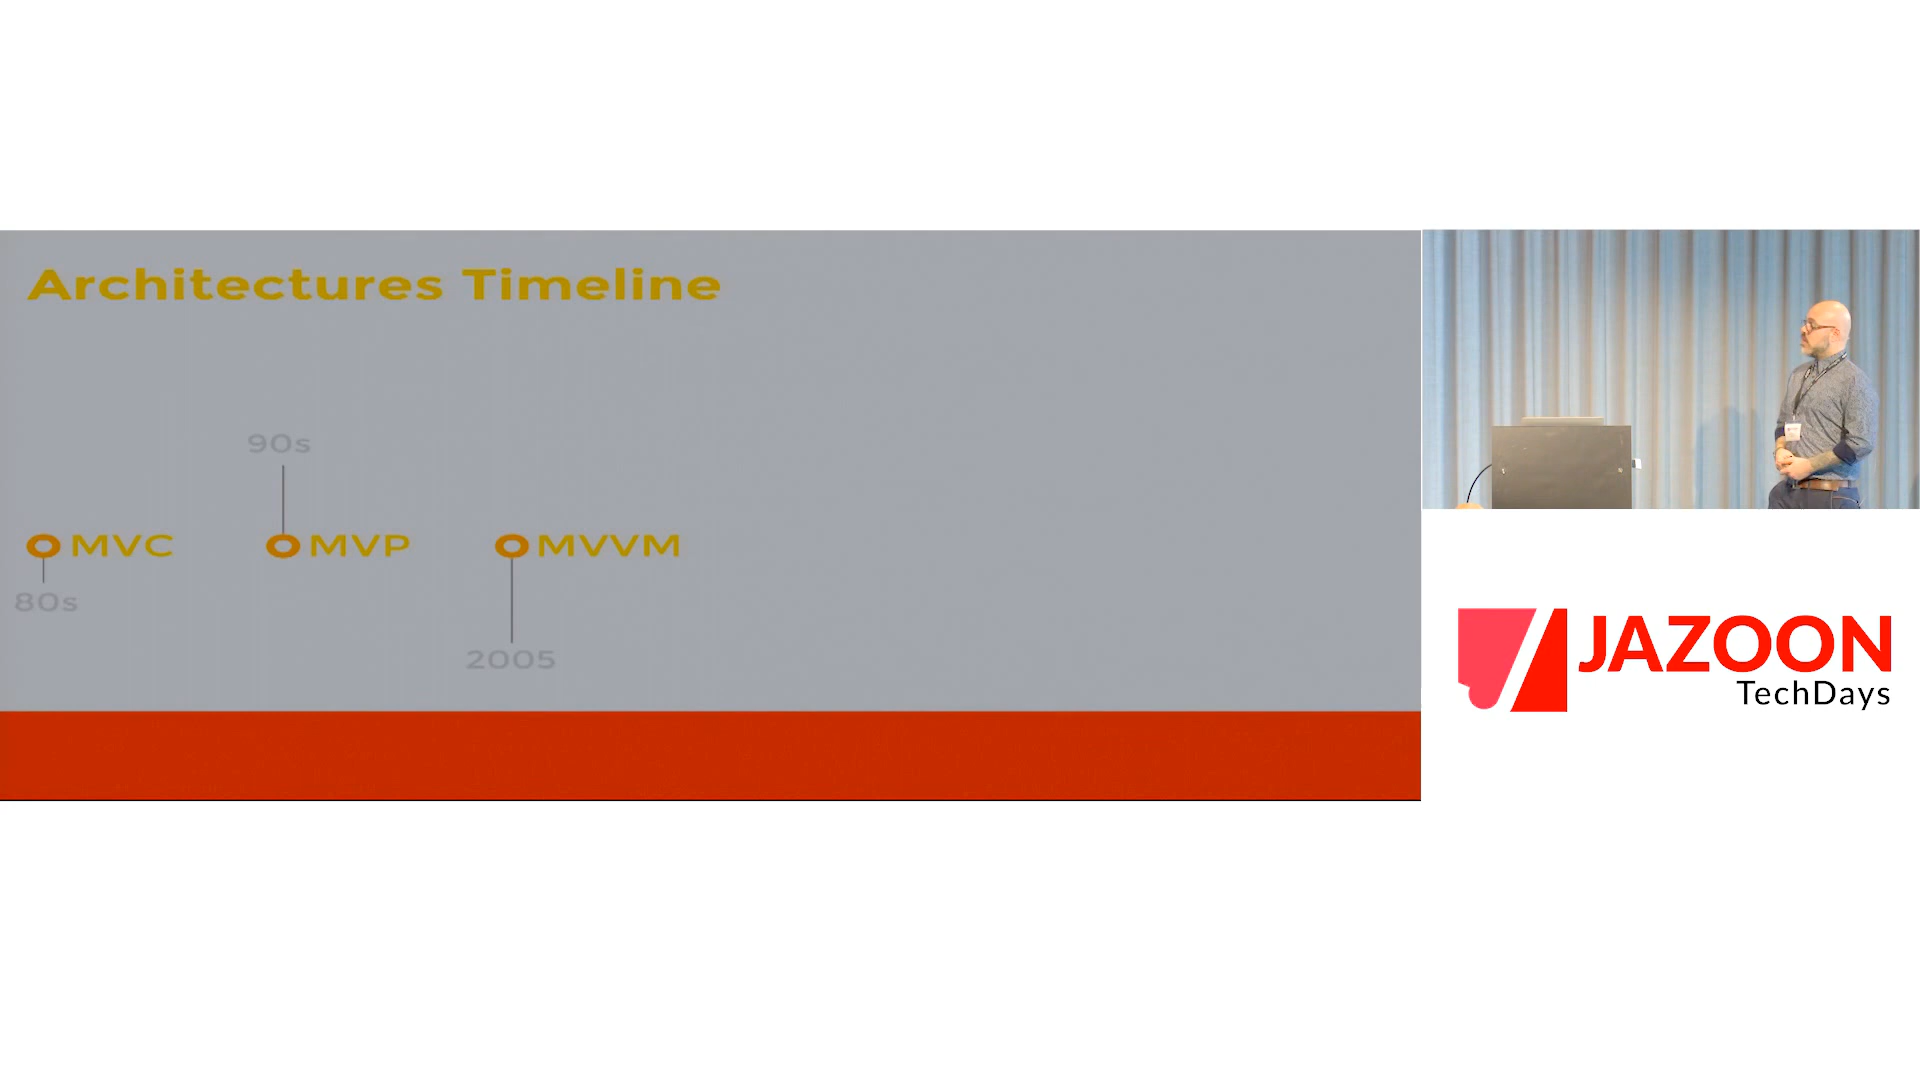 Architectures Timeline
90s
MVC
MVP
MVVM
80s
2005
JAZOON
TechDays